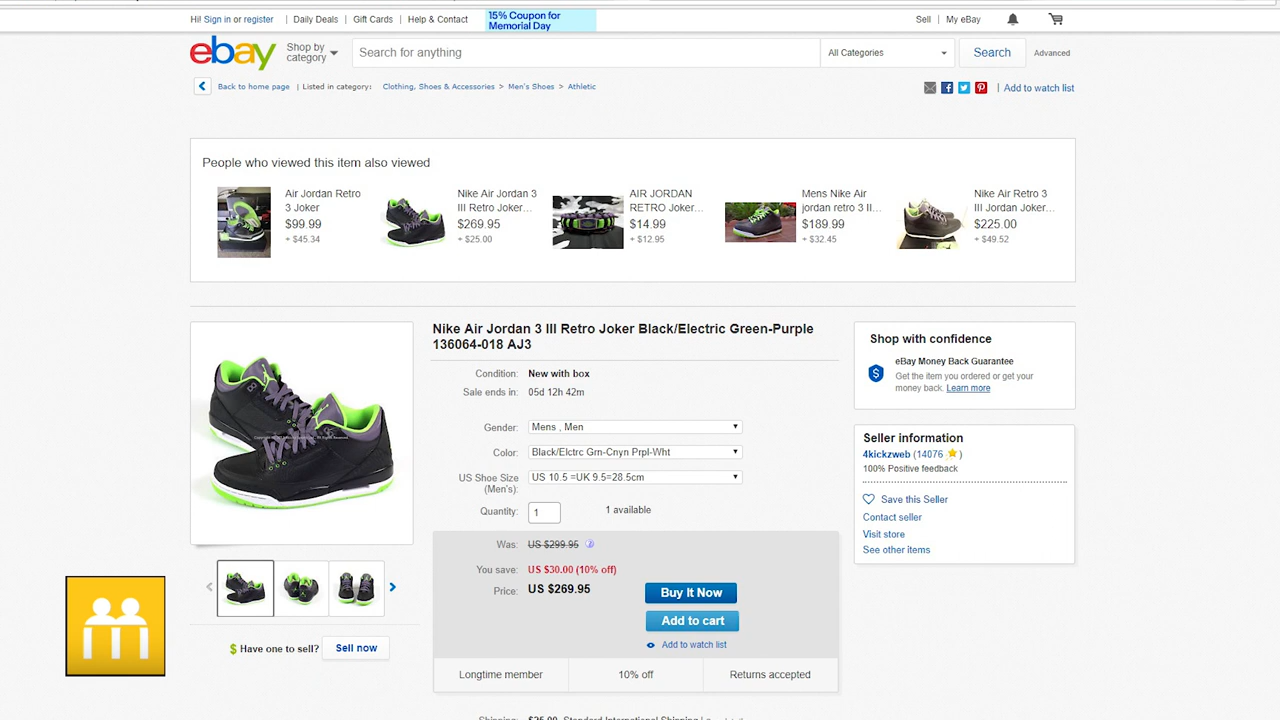 Hi! Sign in or register | Daily Deals | Gift Cards | Help & Contact
15% Coupon for
Memorial Day
Sell | My eBay
ebay
Shop by
category
Search for anything
All Categories
Search
Advanced
Back to home page | Listed in category: Clothing, Shoes & Accessories > Men's Shoes > Athletic
| Add to watch list
People who viewed this item also viewed
Air Jordan Retro
3 Joker
$99.99
+ $45.34
Nike Air Jordan 3
III Retro Joker...
$269.95
+ $25.00
AIR JORDAN
RETRO Joker...
$14.99
+ $12.95
Mens Nike Air
jordan retro 3 II...
$189.99
+ $32.45
Nike Air Retro 3
III Jordan Joker...
$225.00
+ $49.52
Nike Air Jordan 3 III Retro Joker Black/Electric Green-Purple
136064-018 AJ3
Condition: New with box
Sale ends in: 05d 12h 42m
Gender: Mens , Men
Color: Black/Elctrc Grn-Cnyn Prpl-Wht
US Shoe Size
(Men's):
US 10.5 =UK 9.5=28.5cm
Quantity: 1
1 available
Was: US $299.95
You save: US $30.00 (10% off)
Price: US $269.95
Buy It Now
Add to cart
Add to watch list
Longtime member
10% off
Returns accepted
Shipping: $25.00 Standard International Shipping |
Shop with confidence
eBay Money Back Guarantee
Get the item you ordered or get your
money back. Learn more
Seller information
4kickzweb (14076 )
100% Positive feedback
Save this Seller
Contact seller
Visit store
See other items
$ Have one to sell? Sell now